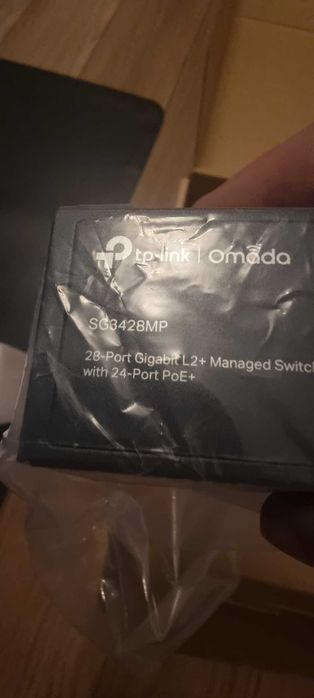 tp-link | omada
SG3428MP
28-Port Gigabit L2+ Managed Switch
with 24-Port PoE+